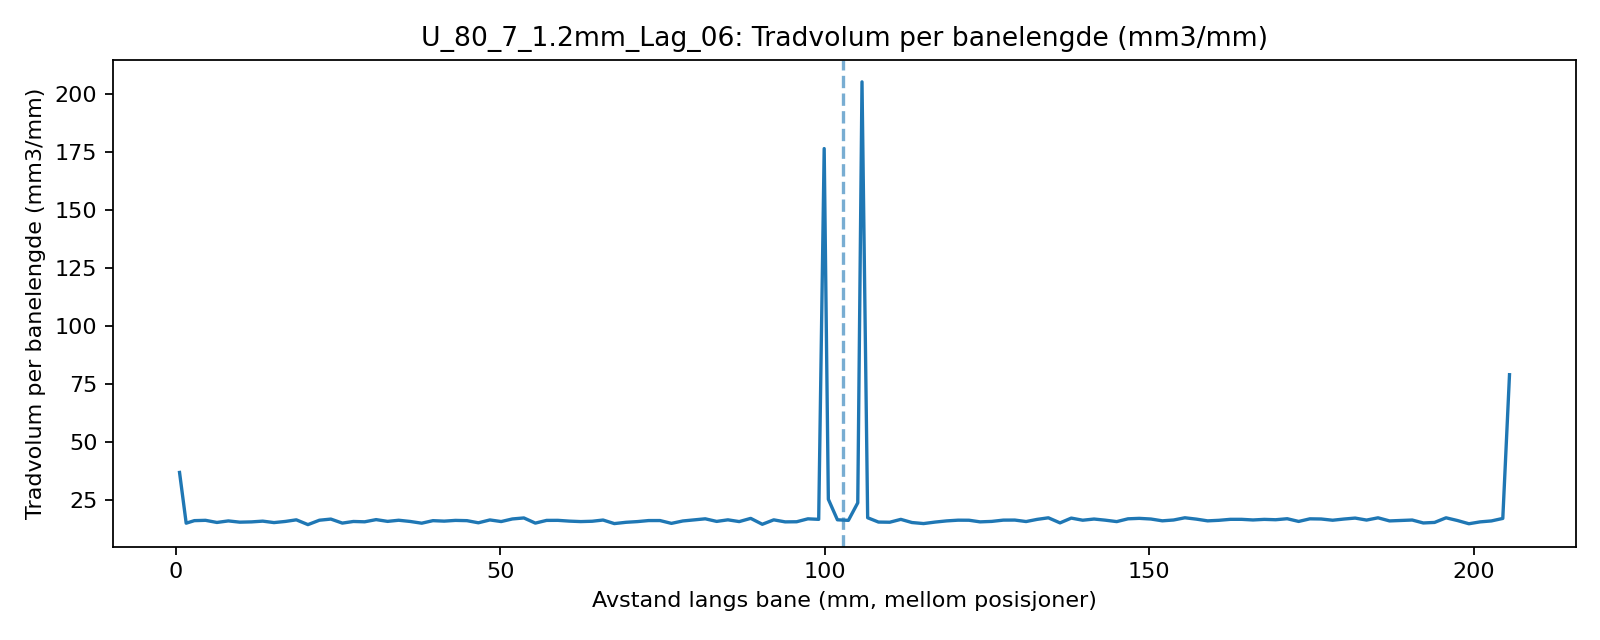 U_80_7_1.2mm_Lag_06: Tradvolum per banelengde (mm3/mm)
Tradvolum per banelengde (mm3/mm)
200
175
150
125
100
75
50
25
0 50 100 150 200
Avstand langs bane (mm, mellom posisjoner)